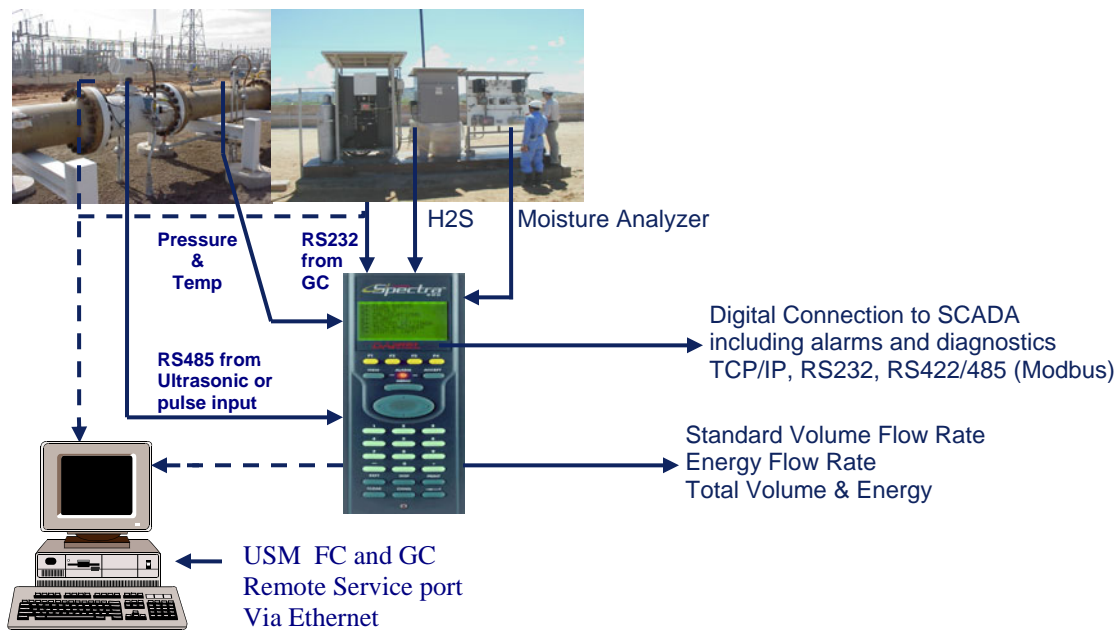 H2S
Moisture Analyzer
Pressure
&
Temp
RS232
from
GC
Spectra
Digital Connection to SCADA
including alarms and diagnostics
TCP/IP, RS232, RS422/485 (Modbus)
RS485 from
Ultrasonic or
pulse input
Standard Volume Flow Rate
Energy Flow Rate
Total Volume & Energy
USM FC and GC
Remote Service port
Via Ethernet